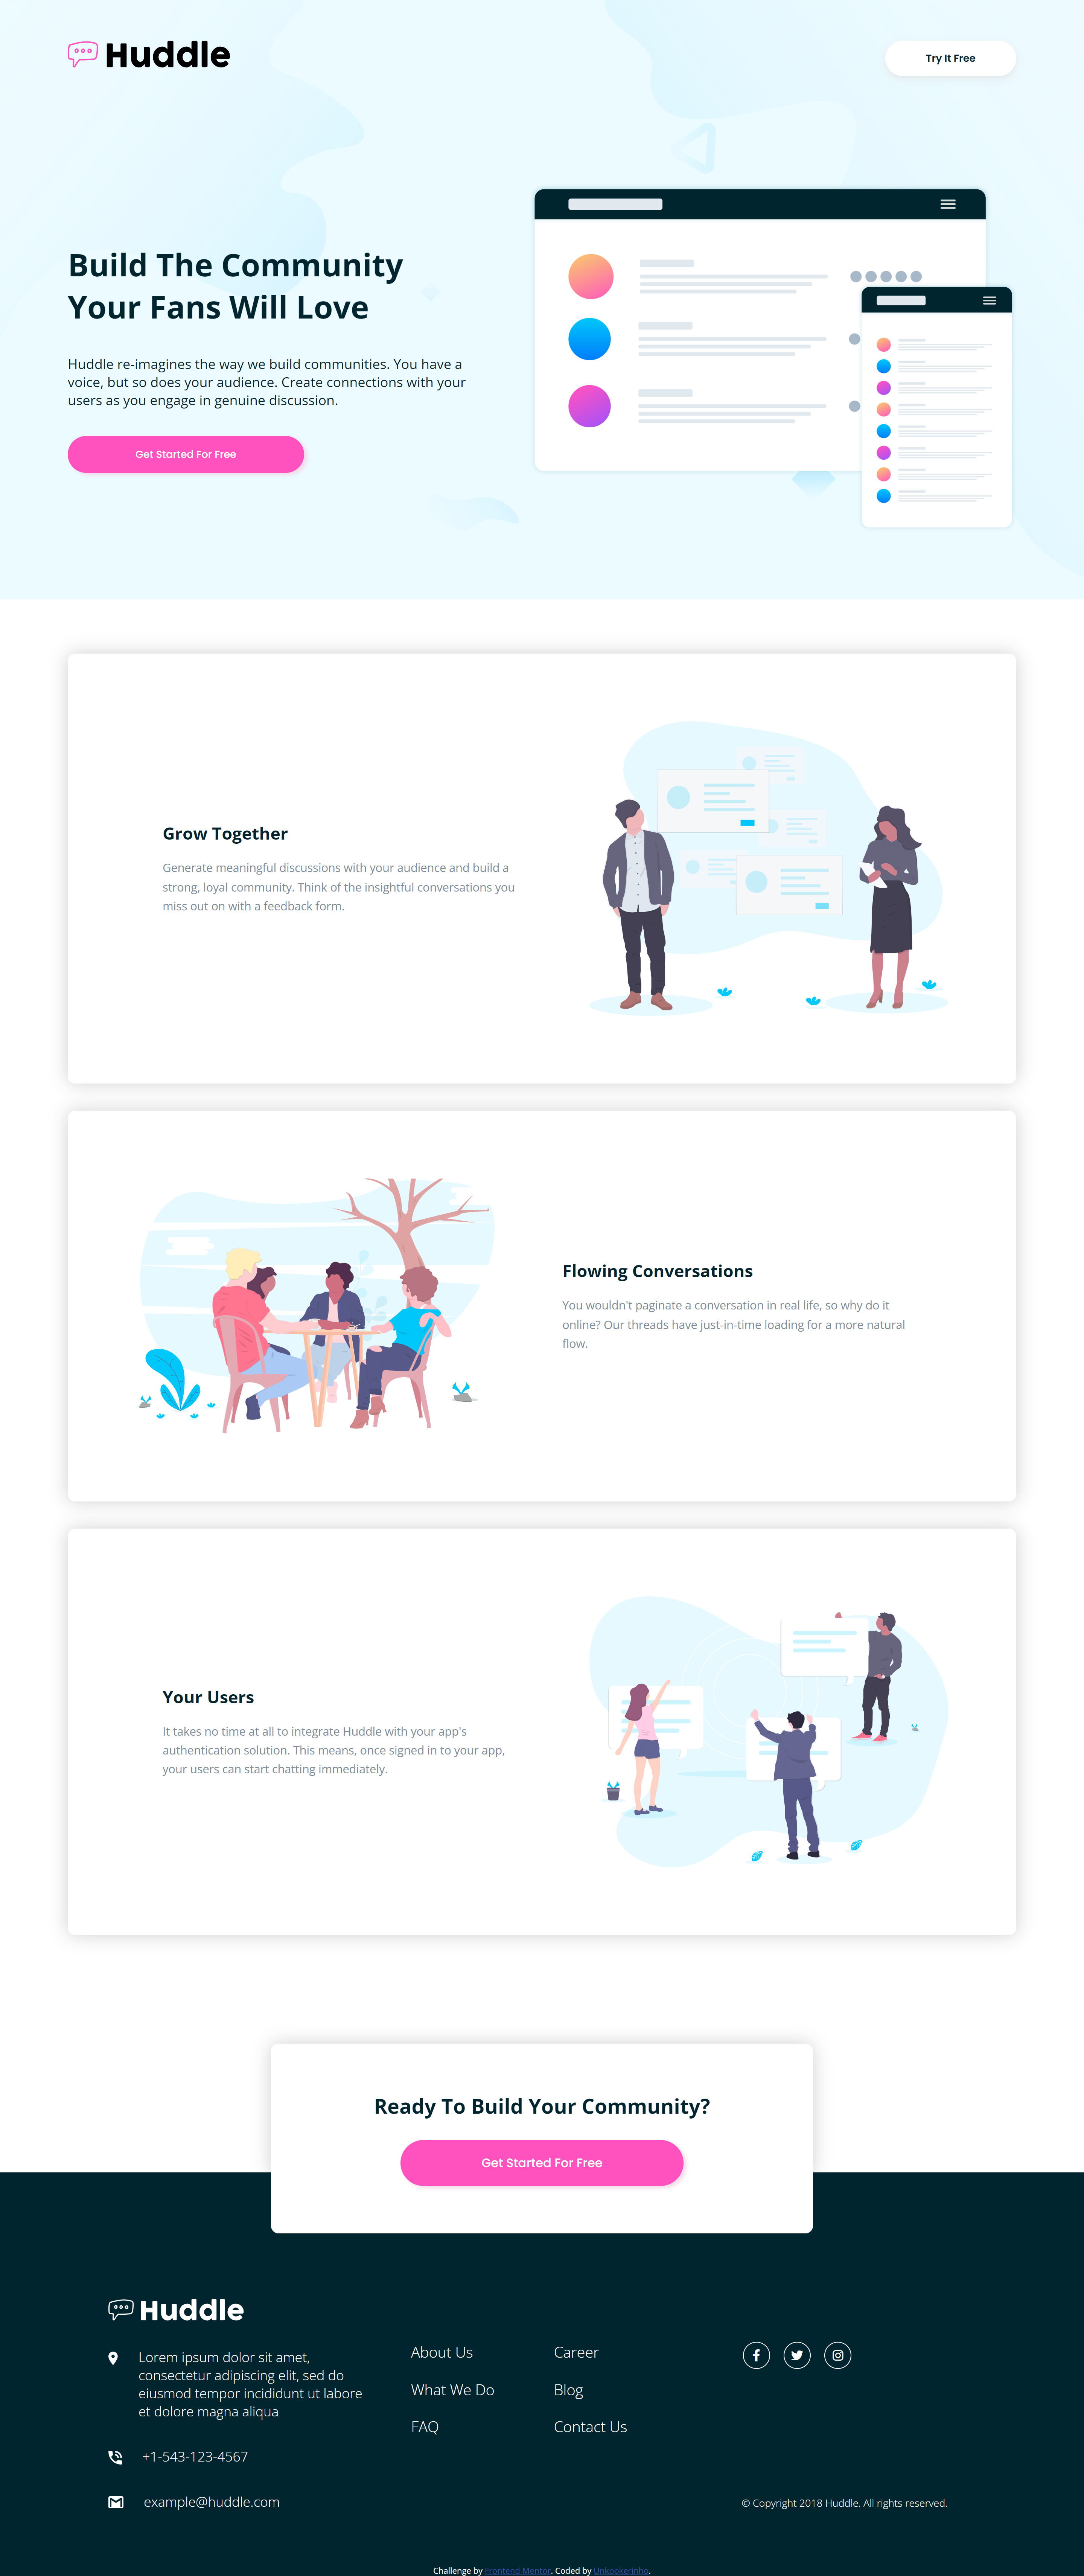 Huddle
Try It Free
Build The Community
Your Fans Will Love
Huddle re-imagines the way we build communities. You have a
voice, but so does your audience. Create connections with your
users as you engage in genuine discussion.
Get Started For Free
Grow Together
Generate meaningful discussions with your audience and build a
strong, loyal community. Think of the insightful conversations you
miss out on with a feedback form.
Flowing Conversations
You wouldn't paginate a conversation in real life, so why do it
online? Our threads have just-in-time loading for a more natural
flow.
Your Users
It takes no time at all to integrate Huddle with your app's
authentication solution. This means, once signed in to your app,
your users can start chatting immediately.
Ready To Build Your Community?
Get Started For Free
Huddle
Lorem ipsum dolor sit amet,
consectetur adipiscing elit, sed do
eiusmod tempor incididunt ut labore
et dolore magna aliqua
+1-543-123-4567
example@huddle.com
About Us
What We Do
FAQ
Career
Blog
Contact Us
© Copyright 2018 Huddle. All rights reserved.
Challenge by Frontend Mentor. Coded by Unkookerinho.